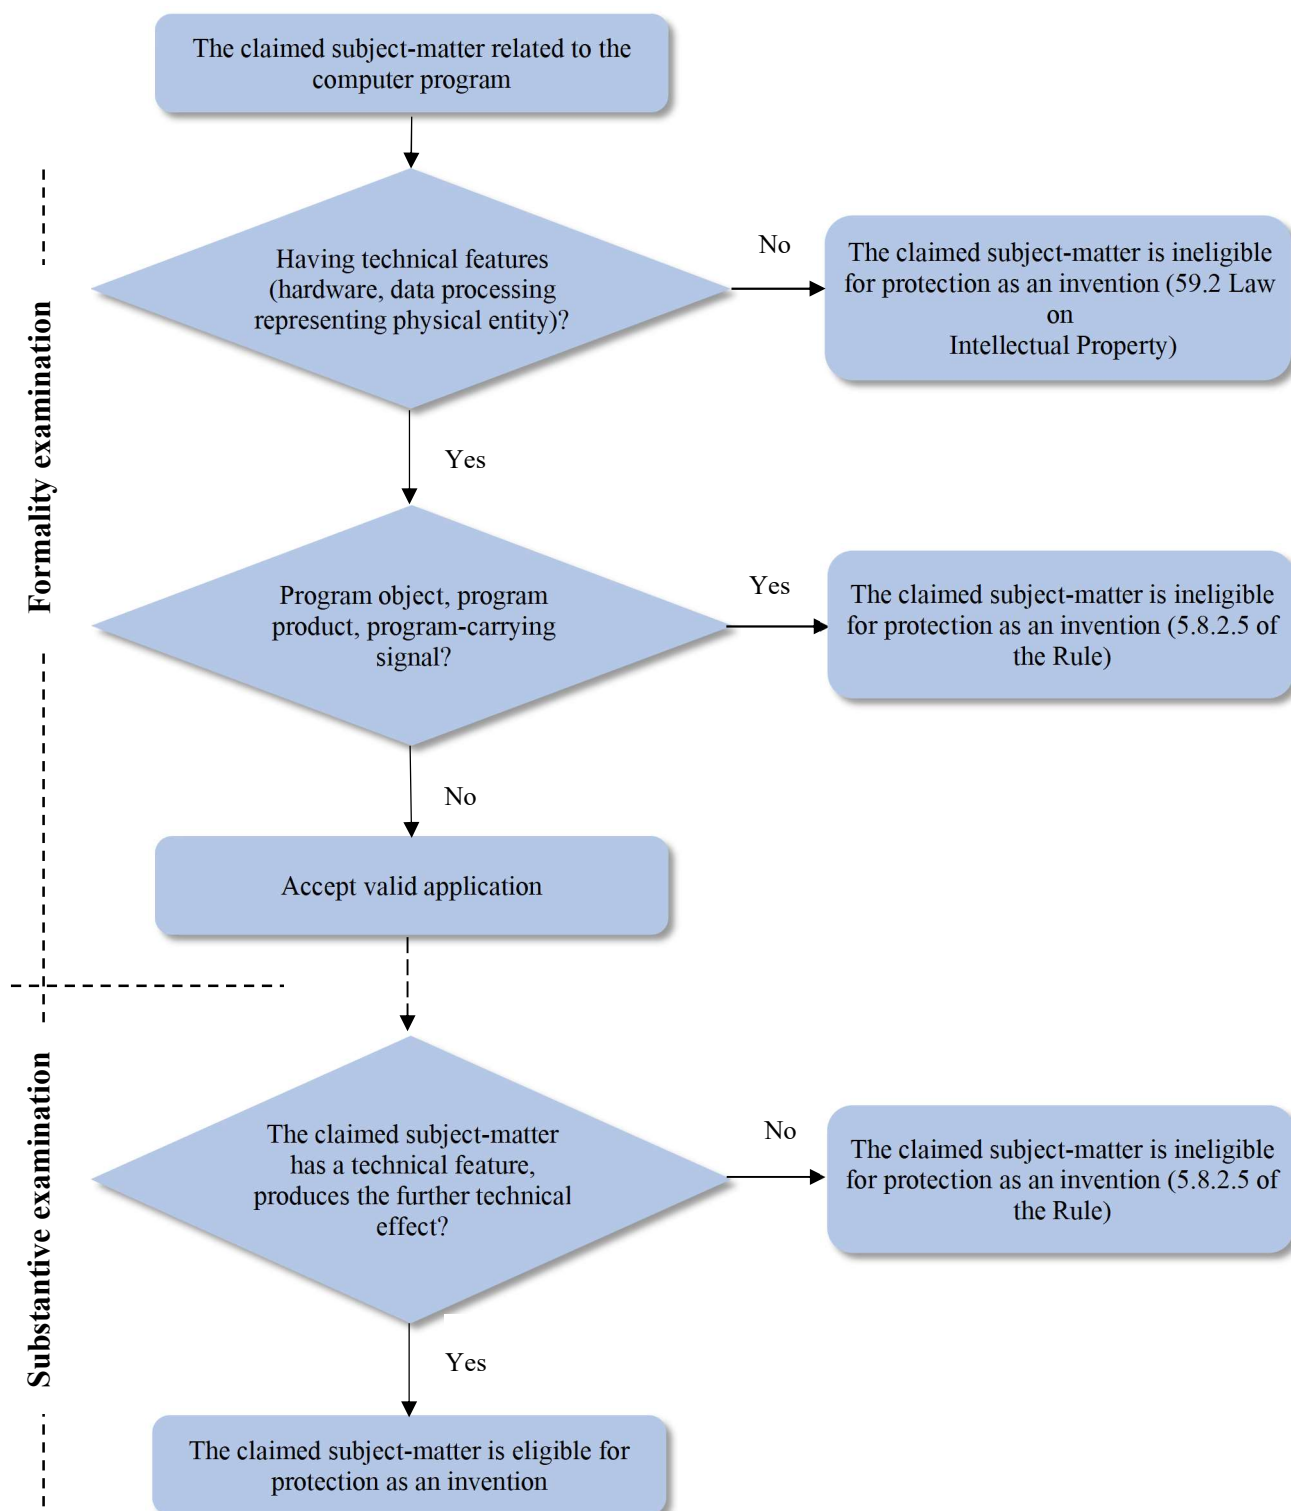 The claimed subject-matter related to the
computer program
Formality examination
Having technical features
(hardware, data processing
representing physical entity)?
No
The claimed subject-matter is ineligible
for protection as an invention (59.2 Law
on
Intellectual Property)
Yes
Program object, program
product, program-carrying
signal?
Yes
The claimed subject-matter is ineligible
for protection as an invention (5.8.2.5 of
the Rule)
No
Accept valid application
Substantive examination
The claimed subject-matter
has a technical feature,
produces the further technical
effect?
No
The claimed subject-matter is ineligible
for protection as an invention (5.8.2.5 of
the Rule)
Yes
The claimed subject-matter is eligible for
protection as an invention